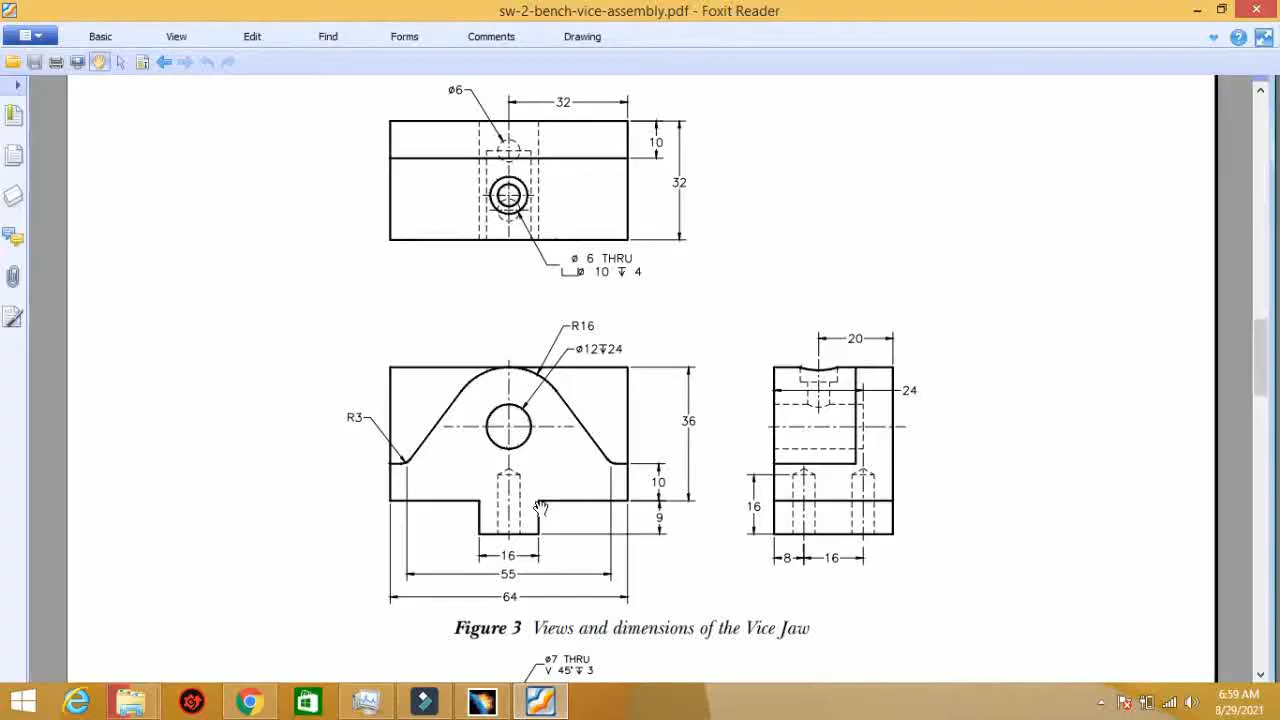 sw-2-bench-vice-assembly.pdf - Foxit Reader
Basic View Edit Find Forms Comments Drawing
ø6
32
10
32
ø 6 THRU
⌴ø 10 ↧ 4
R16
ø12↧24
R3
36
10
9
16
55
64
20
24
16
8 16
Figure 3 Views and dimensions of the Vice Jaw
ø7 THRU
V 45° ↧ 3
6:59 AM
8/29/2021